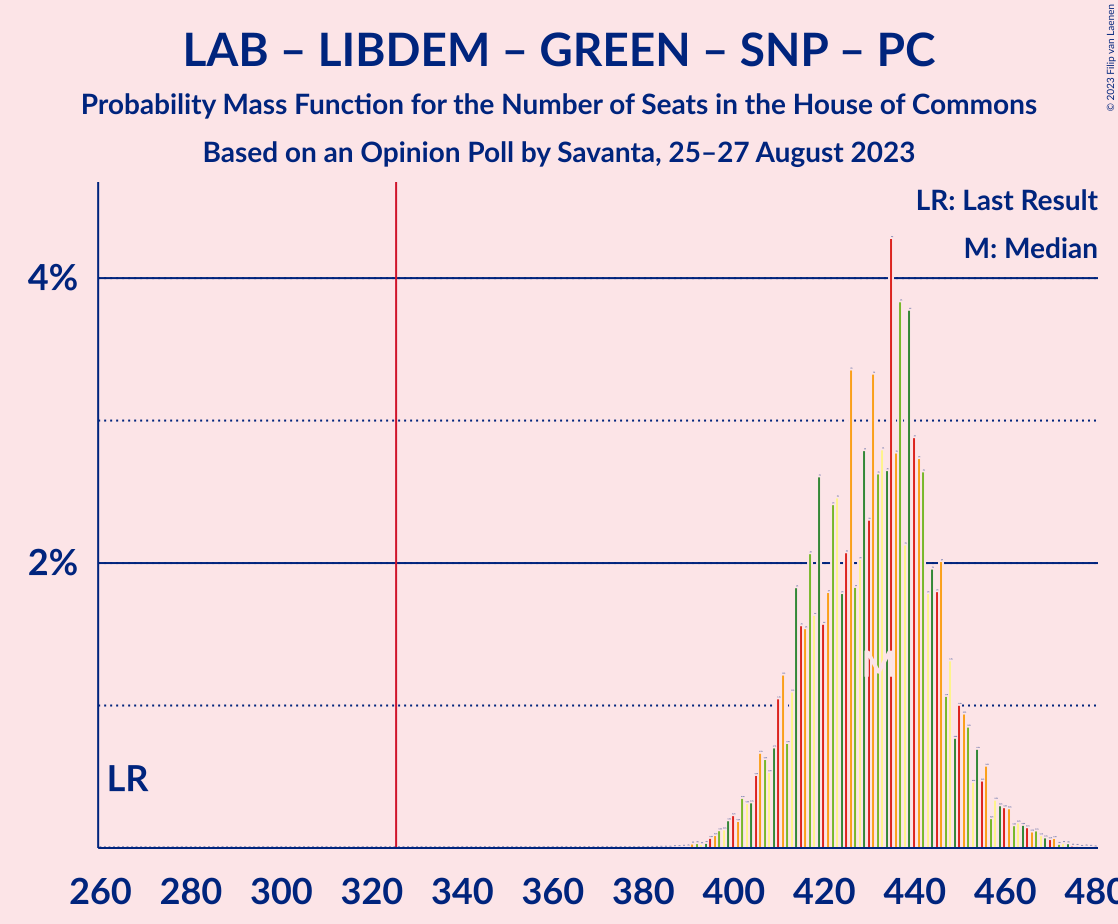 LAB – LIBDEM – GREEN – SNP – PC
Probability Mass Function for the Number of Seats in the House of Commons
Based on an Opinion Poll by Savanta, 25–27 August 2023
© 2023 Filip van Laenen
LR: Last Result
M: Median
4%
2%
M
LR
260 280 300 320 340 360 380 400 420 440 460 480